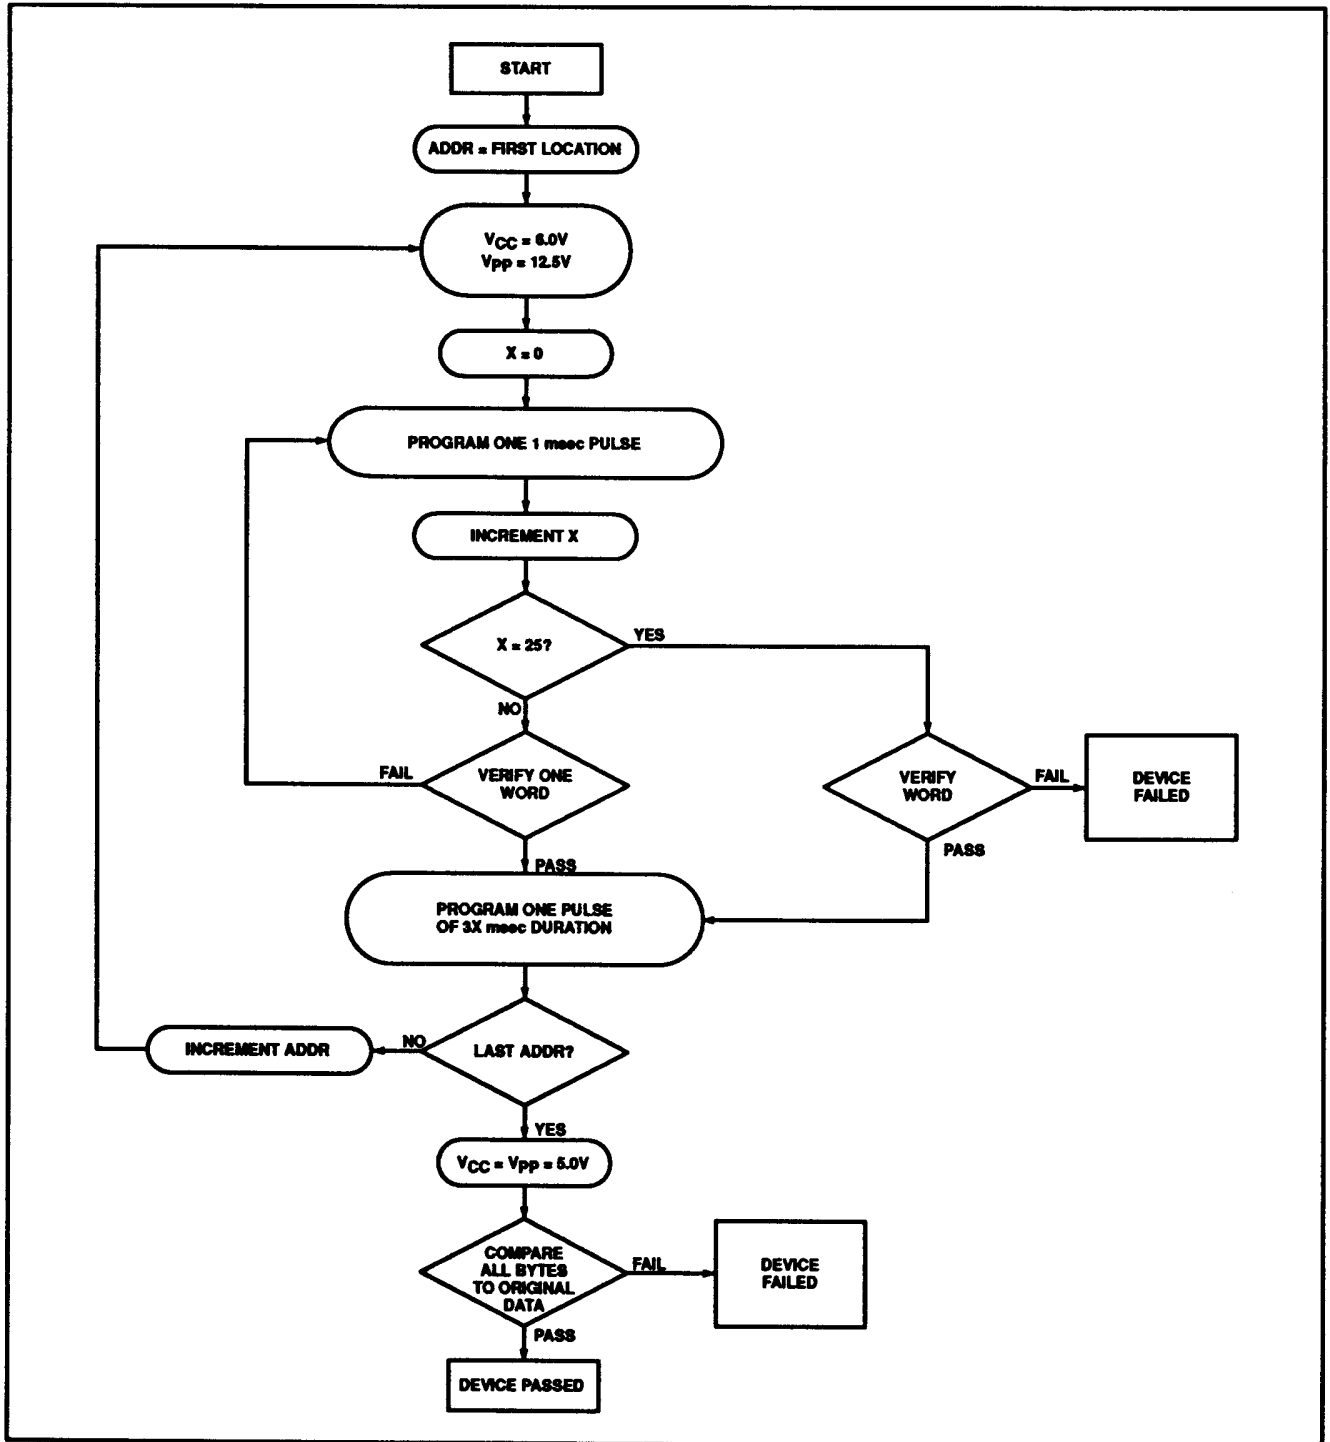 START
ADDR = FIRST LOCATION
VCC = 6.0V
Vpp = 12.5V
X = 0
PROGRAM ONE 1 msec PULSE
INCREMENT X
X = 25?
YES
NO
VERIFY ONE
WORD
FAIL
VERIFY
WORD
FAIL
DEVICE
FAILED
PASS
PASS
PROGRAM ONE PULSE
OF 3X msec DURATION
LAST ADDR?
NO
INCREMENT ADDR
YES
VCC = Vpp = 5.0V
COMPARE
ALL BYTES
TO ORIGINAL
DATA
FAIL
DEVICE
FAILED
PASS
DEVICE PASSED